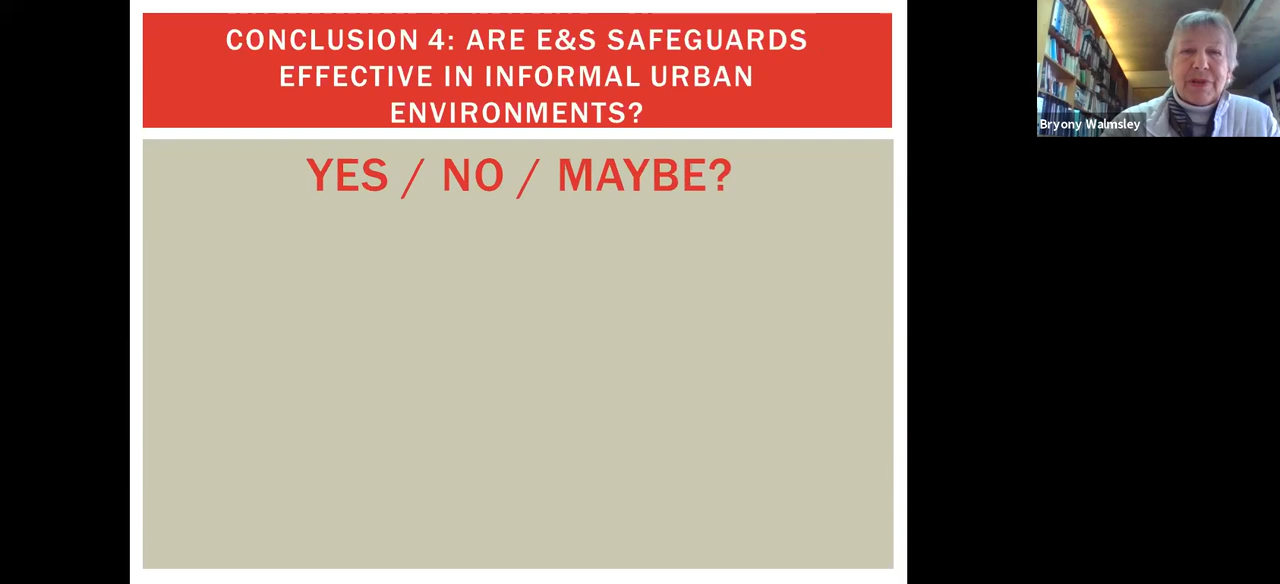 CONCLUSION 4: ARE E&S SAFEGUARDS
EFFECTIVE IN INFORMAL URBAN
ENVIRONMENTS?
YES / NO / MAYBE?
Bryony Walmsley